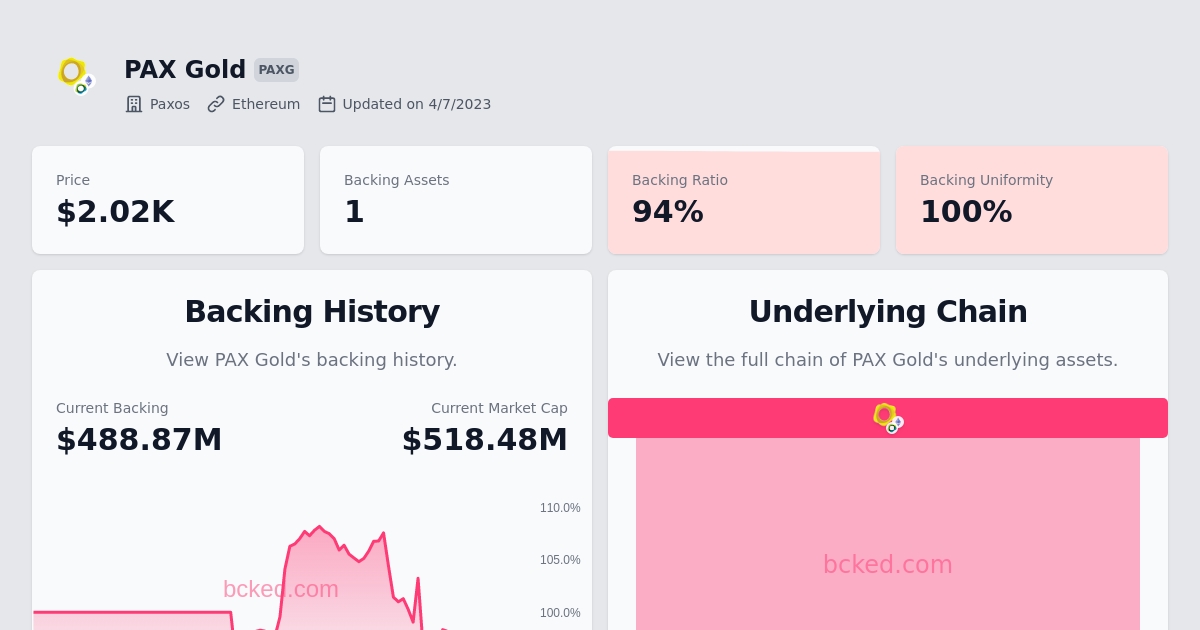 PAX Gold PAXG
Paxos Ethereum Updated on 4/7/2023
Price
$2.02K
Backing Assets
1
Backing Ratio
94%
Backing Uniformity
100%
Backing History
View PAX Gold's backing history.
Current Backing
$488.87M
Current Market Cap
$518.48M
110.0%
105.0%
100.0%
bcked.com
Underlying Chain
View the full chain of PAX Gold's underlying assets.
bcked.com